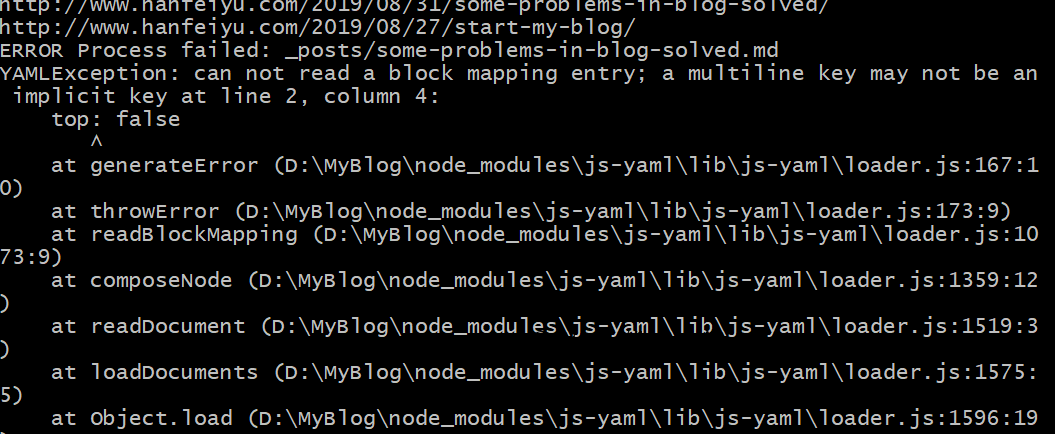 http://www.hanfeiyu.com/2019/08/31/some-problems-in-blog-solved/
http://www.hanfeiyu.com/2019/08/27/start-my-blog/
ERROR Process failed: _posts/some-problems-in-blog-solved.md
YAMLException: can not read a block mapping entry; a multiline key may not be an
 implicit key at line 2, column 4:
    top: false
       ^
    at generateError (D:\MyBlog\node_modules\js-yaml\lib\js-yaml\loader.js:167:1
0)
    at throwError (D:\MyBlog\node_modules\js-yaml\lib\js-yaml\loader.js:173:9)
    at readBlockMapping (D:\MyBlog\node_modules\js-yaml\lib\js-yaml\loader.js:10
73:9)
    at composeNode (D:\MyBlog\node_modules\js-yaml\lib\js-yaml\loader.js:1359:12
)
    at readDocument (D:\MyBlog\node_modules\js-yaml\lib\js-yaml\loader.js:1519:3
)
    at loadDocuments (D:\MyBlog\node_modules\js-yaml\lib\js-yaml\loader.js:1575:
5)
    at Object.load (D:\MyBlog\node_modules\js-yaml\lib\js-yaml\loader.js:1596:19